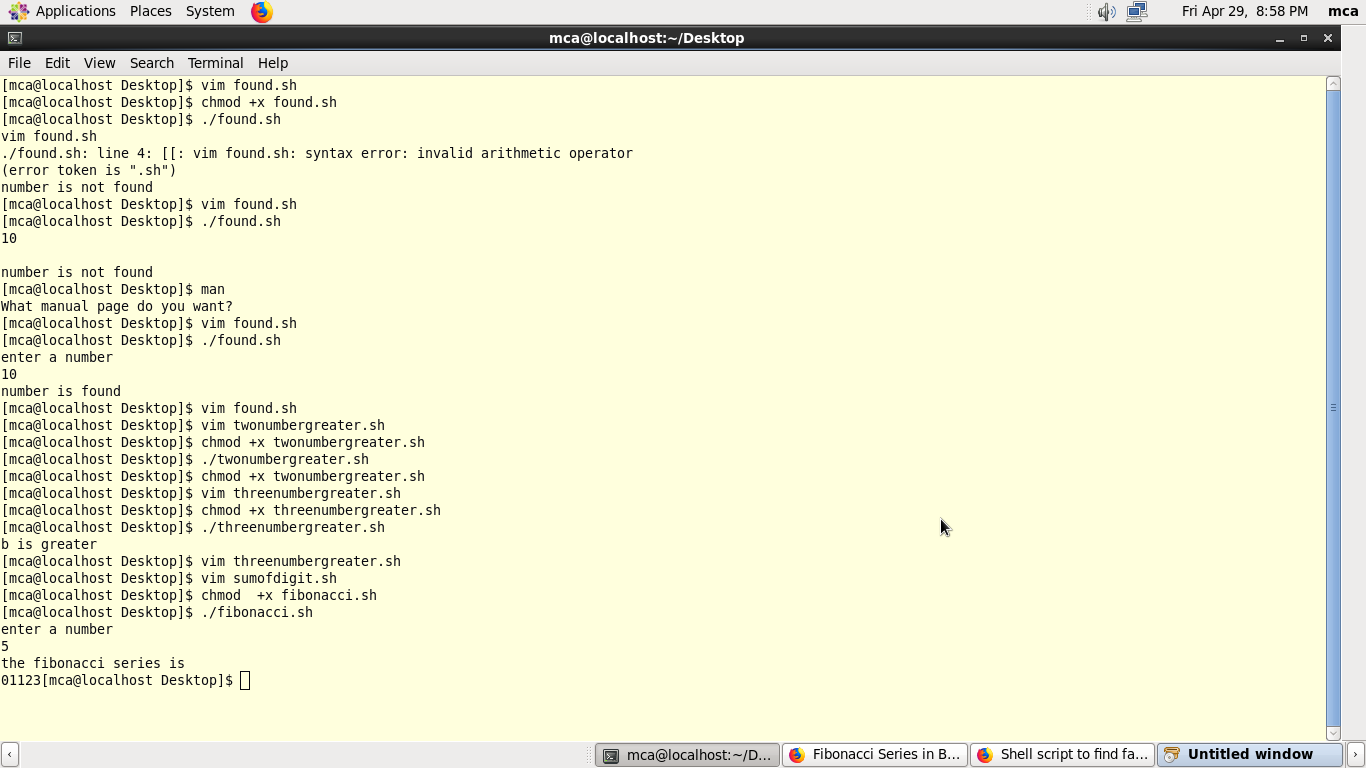 Applications Places System Fri Apr 29, 8:58 PM mca
mca@localhost:~/Desktop
File Edit View Search Terminal Help
[mca@localhost Desktop]$ vim found.sh
[mca@localhost Desktop]$ chmod +x found.sh
[mca@localhost Desktop]$ ./found.sh
vim found.sh
./found.sh: line 4: [[: vim found.sh: syntax error: invalid arithmetic operator
(error token is ".sh")
number is not found
[mca@localhost Desktop]$ vim found.sh
[mca@localhost Desktop]$ ./found.sh
10
number is not found
[mca@localhost Desktop]$ man
What manual page do you want?
[mca@localhost Desktop]$ vim found.sh
[mca@localhost Desktop]$ ./found.sh
enter a number
10
number is found
[mca@localhost Desktop]$ vim found.sh
[mca@localhost Desktop]$ vim twonumbergreater.sh
[mca@localhost Desktop]$ chmod +x twonumbergreater.sh
[mca@localhost Desktop]$ ./twonumbergreater.sh
[mca@localhost Desktop]$ chmod +x twonumbergreater.sh
[mca@localhost Desktop]$ vim threenumbergreater.sh
[mca@localhost Desktop]$ chmod +x threenumbergreater.sh
[mca@localhost Desktop]$ ./threenumbergreater.sh
b is greater
[mca@localhost Desktop]$ vim threenumbergreater.sh
[mca@localhost Desktop]$ vim sumofdigit.sh
[mca@localhost Desktop]$ chmod  +x fibonacci.sh
[mca@localhost Desktop]$ ./fibonacci.sh
enter a number
5
the fibonacci series is
01123[mca@localhost Desktop]$
mca@localhost:~/D... Fibonacci Series in B... Shell script to find fa... Untitled window